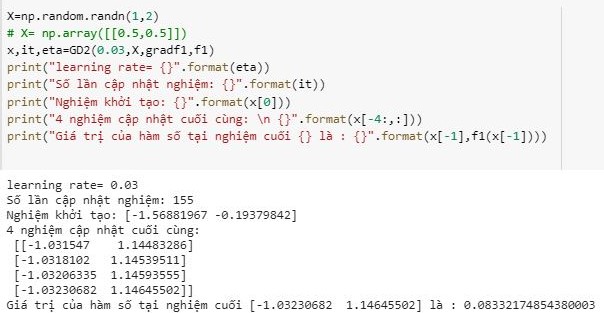 X=np.random.randn(1,2)
# X= np.array([[0.5,0.5]])
x,it,eta=GD2(0.03,X,gradf1,f1)
print("learning rate= {}".format(eta))
print("Số lần cập nhật nghiệm: {}".format(it))
print("Nghiệm khởi tạo: {}".format(x[0]))
print("4 nghiệm cập nhật cuối cùng: \n {}".format(x[-4:,:]))
print("Giá trị của hàm số tại nghiệm cuối {} là : {}".format(x[-1],f1(x[-1])))
learning rate= 0.03
Số lần cập nhật nghiệm: 155
Nghiệm khởi tạo: [-1.56881967 -0.19379842]
4 nghiệm cập nhật cuối cùng:
 [[-1.031547    1.14483286]
 [-1.0318102   1.14539511]
 [-1.03206335  1.14593555]
 [-1.03230682  1.14645502]]
Giá trị của hàm số tại nghiệm cuối [-1.03230682  1.14645502] là : 0.08332174854380003